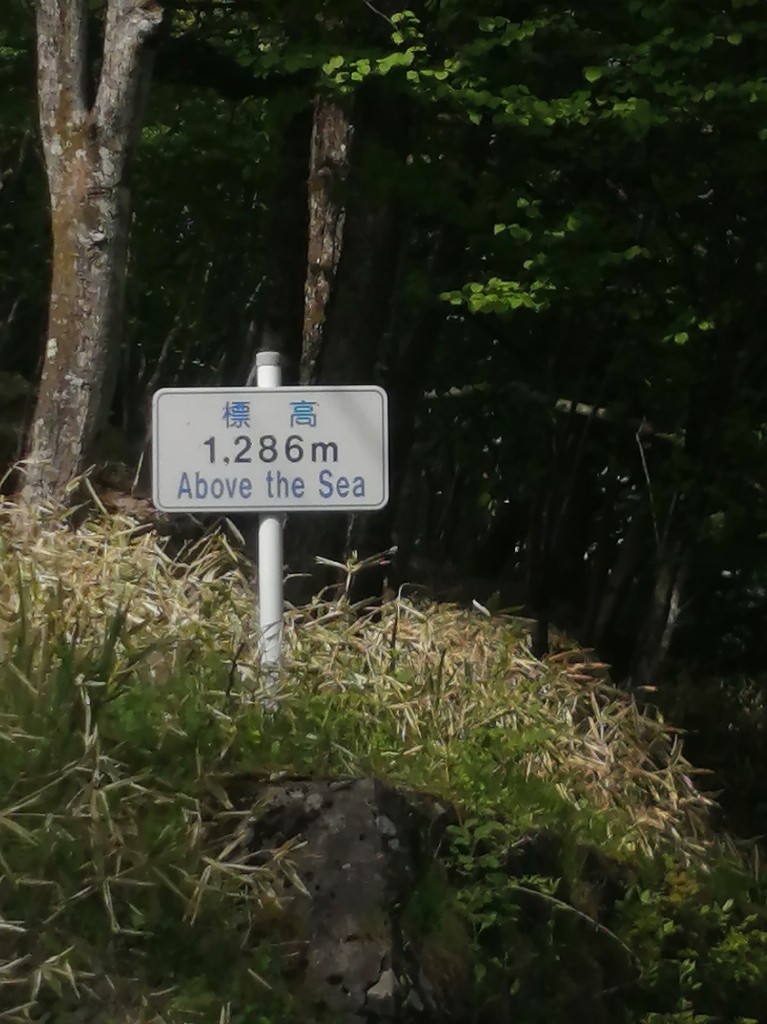 標 高
1,286m
Above the Sea